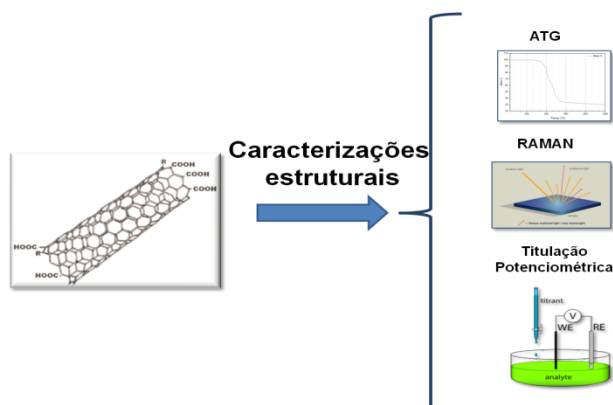 ATG
Caracterizações
estruturais
R
COOH
COOH
COOH
HOOC
R
HOOC
RAMAN
Titulação
Potenciométrica
titrant
V
WE
RE
analyte